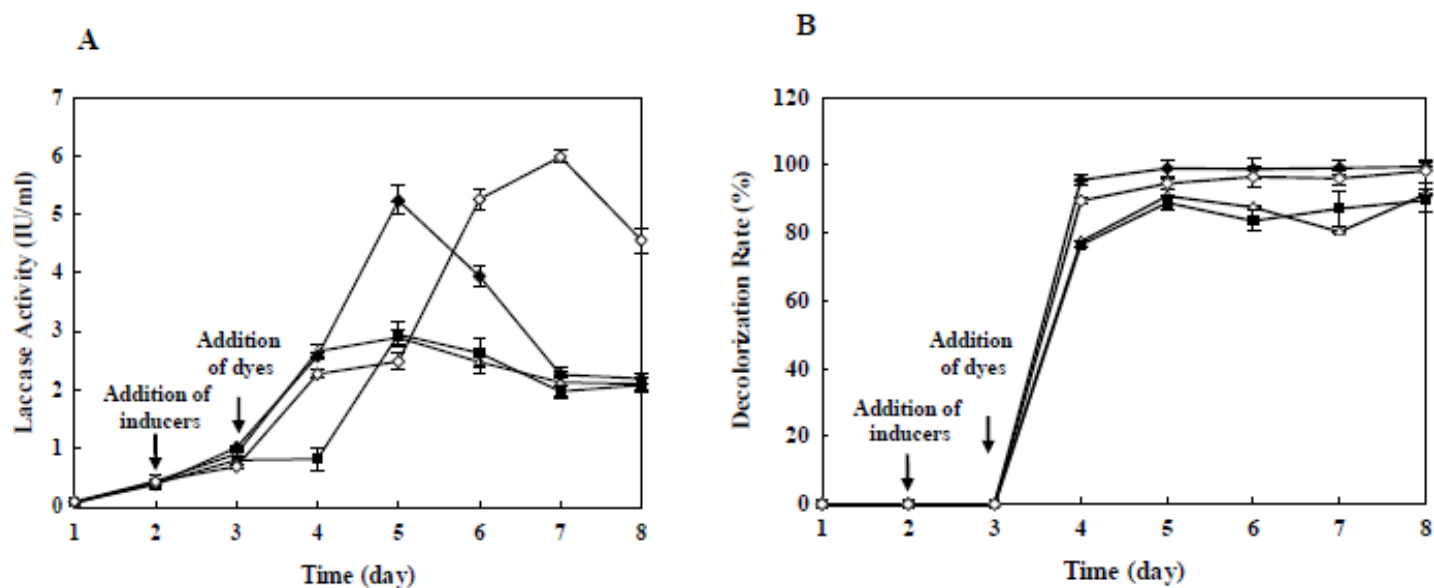 A
Laccase Activity (IU/ml)
7
6
5
4
3
2
1
0
Addition of
inducers
Addition
of dyes
1 2 3 4 5 6 7 8
Time (day)
B
Decolorization Rate (%)
120
100
80
60
40
20
0
Addition of
inducers
Addition
of dyes
1 2 3 4 5 6 7 8
Time (day)